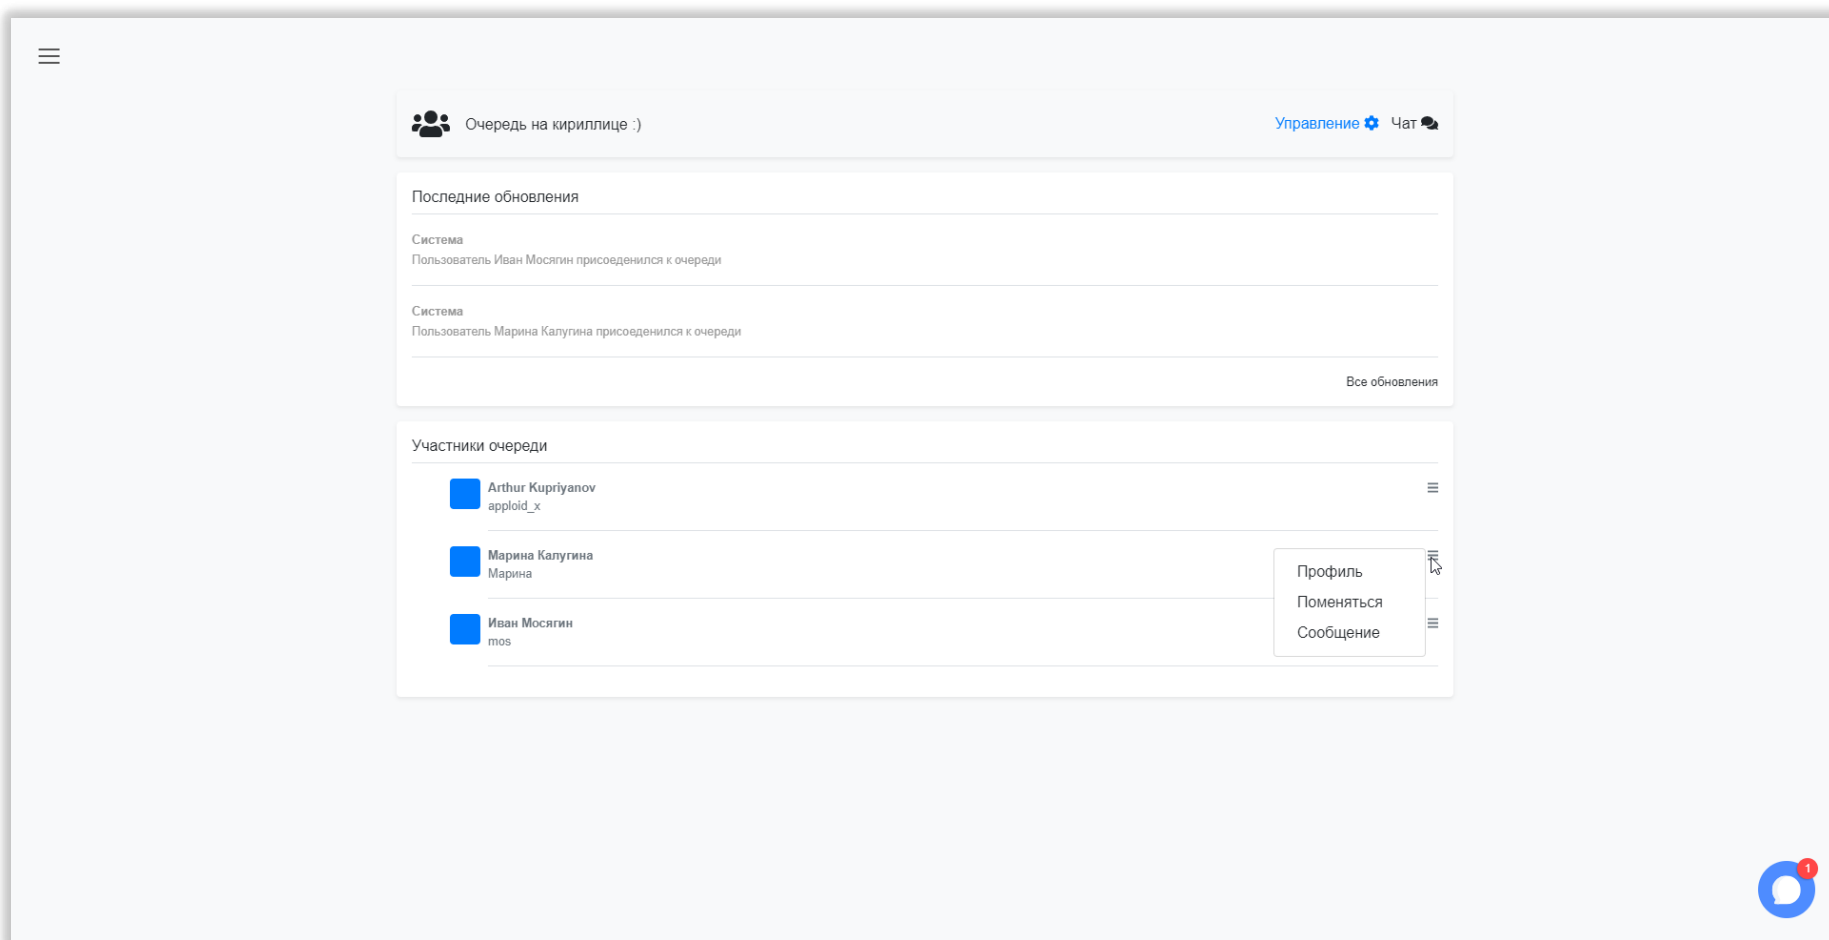 Очередь на кириллице :)
Управление Чат
Последние обновления
Система
Пользователь Иван Мосягин присоеденился к очереди
Система
Пользователь Марина Калугина присоеденился к очереди
Все обновления
Участники очереди
Arthur Kupriyanov
apploid_x
Марина Калугина
Марина
Профиль
Поменяться
Сообщение
Иван Мосягин
mos
1